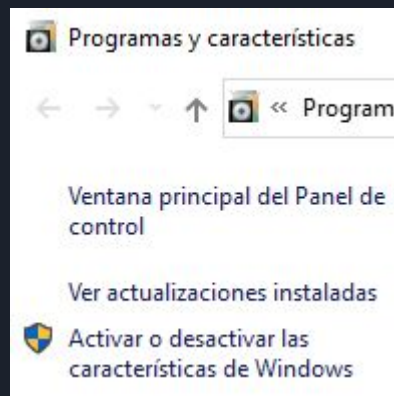 Programas y características
« Program
Ventana principal del Panel de
control
Ver actualizaciones instaladas
Activar o desactivar las
características de Windows